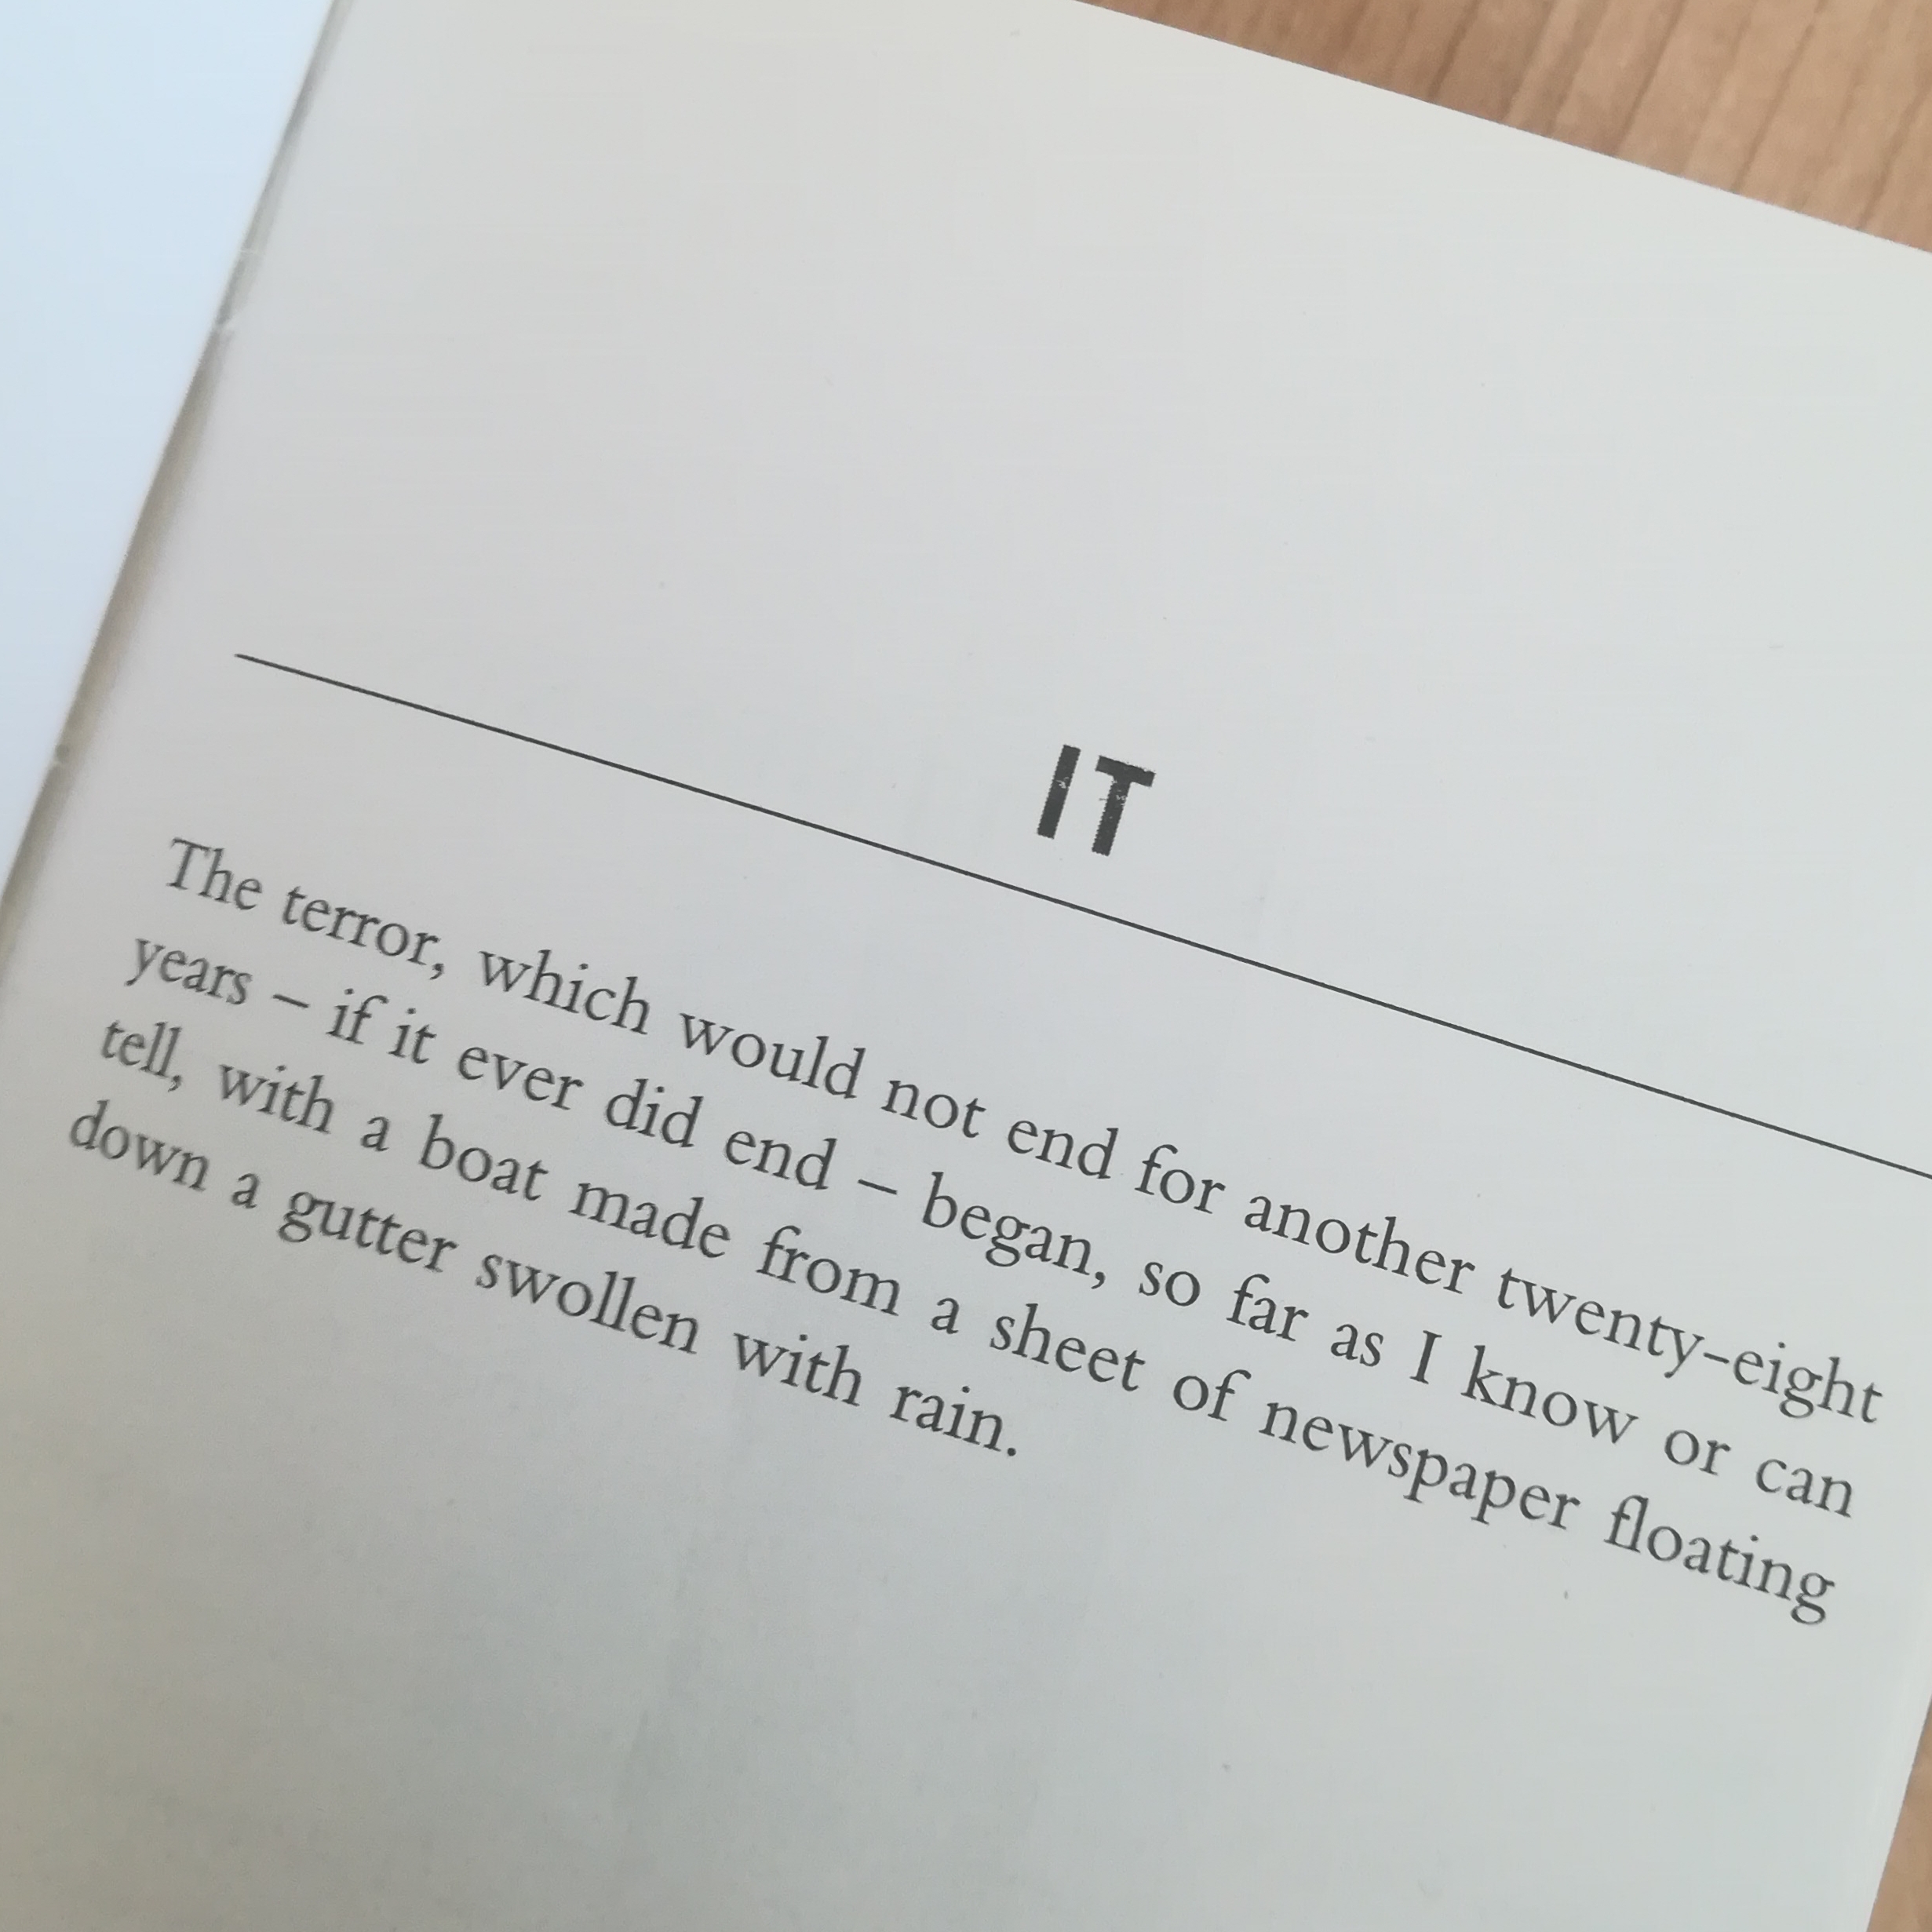 IT
The terror, which would not end for another twenty-eight
years – if it ever did end – began, so far as I know or can
tell, with a boat made from a sheet of newspaper floating
down a gutter swollen with rain.